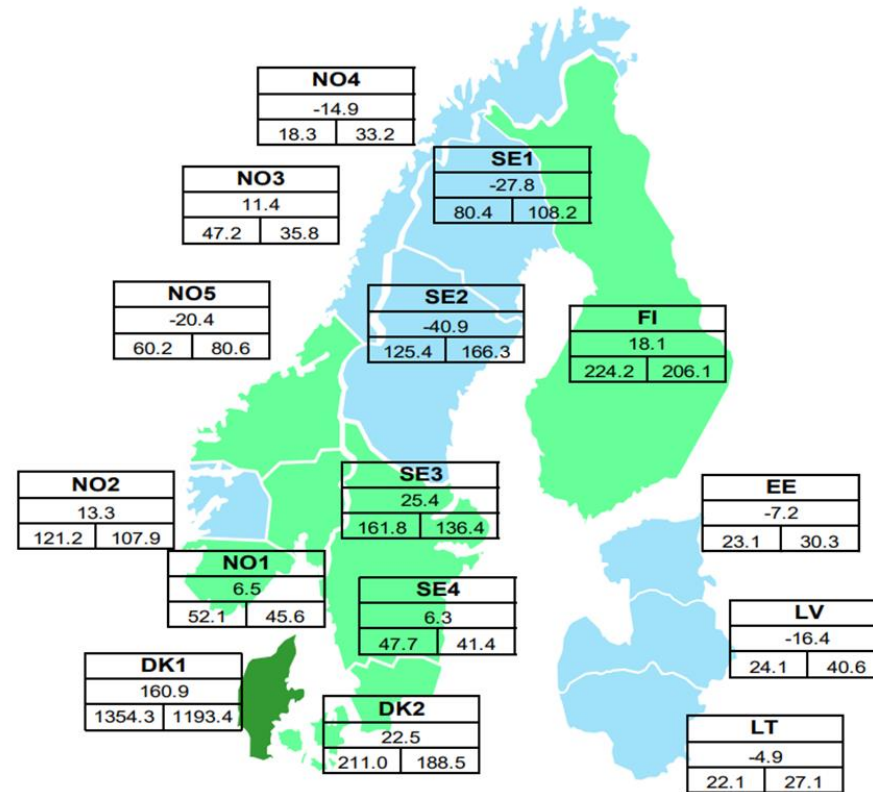 NO4
-14.9
18.3 33.2
SE1
-27.8
80.4 108.2
NO3
11.4
47.2 35.8
NO5
-20.4
60.2 80.6
SE2
-40.9
125.4 166.3
FI
18.1
224.2 206.1
SE3
25.4
161.8 136.4
NO2
13.3
121.2 107.9
EE
-7.2
23.1 30.3
NO1
6.5
52.1 45.6
SE4
6.3
47.7 41.4
LV
-16.4
24.1 40.6
DK1
160.9
1354.3 1193.4
DK2
22.5
211.0 188.5
LT
-4.9
22.1 27.1